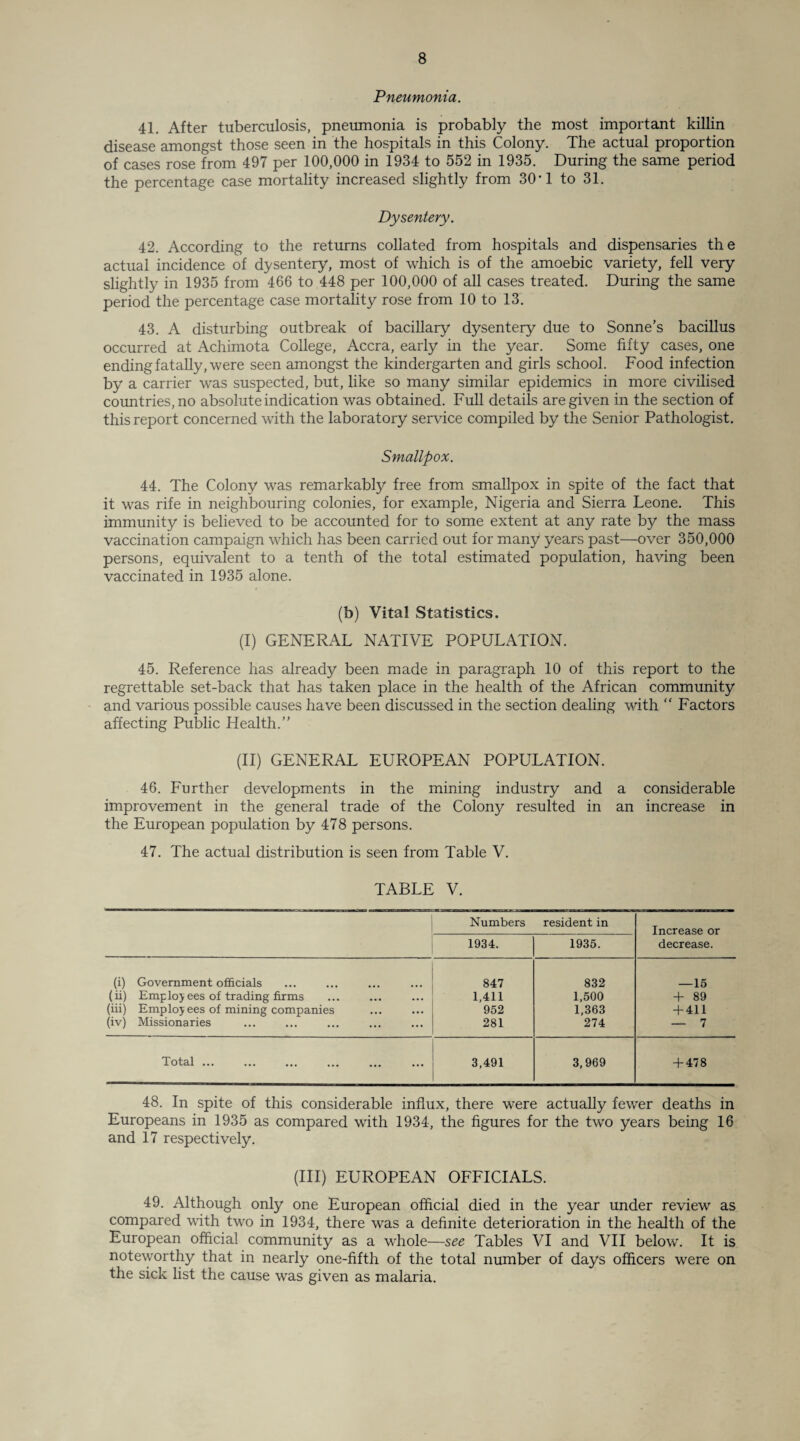 8
Pneumonia.
41. After tuberculosis, pneumonia is probably the most important killin
disease amongst those seen in the hospitals in this Colony. The actual proportion
of cases rose from 497 per 100,000 in 1934 to 552 in 1935. During the same period
the percentage case mortality increased slightly from 30·1 to 31.
Dysentery.
42. According to the returns collated from hospitals and dispensaries th e
actual incidence of dysentery, most of which is of the amoebic variety, fell very
slightly in 1935 from 466 to 448 per 100,000 of all cases treated. During the same
period the percentage case mortality rose from 10 to 13.
43. A disturbing outbreak of bacillary dysentery due to Sonne's bacillus
occurred at Achimota College, Accra, early in the year. Some fifty cases, one
ending fatally, were seen amongst the kindergarten and girls school. Food infection
by a carrier was suspected, but, like so many similar epidemics in more civilised
countries, no absolute indication was obtained. Full details are given in the section of
this report concerned with the laboratory service compiled by the Senior Pathologist.
Smallpox.
44. The Colony was remarkably free from smallpox in spite of the fact that
it was rife in neighbouring colonies, for example, Nigeria and Sierra Leone. This
immunity is believed to be accounted for to some extent at any rate by the mass
vaccination campaign which has been carried out for many years past—over 350,000
persons, equivalent to a tenth of the total estimated population, having been
vaccinated in 1935 alone.
(b) Vital Statistics.
(I) GENERAL NATIVE POPULATION.
45. Reference has already been made in paragraph 10 of this report to the
regrettable set-back that has taken place in the health of the African community
and various possible causes have been discussed in the section dealing with “ Factors
affecting Public Health.”
(II) GENERAL EUROPEAN POPULATION.
46. Further developments in the mining industry and a considerable
improvement in the general trade of the Colony resulted in an increase in
the European population by 478 persons.
47. The actual distribution is seen from Table V.
TABLE V.
Numbers resident in Increase or
1934. 1935. decrease.
(i) Government officials ... ... ... ... 847 832 —15
(ii) Employees of trading firms ... ... ... 1,411 1,500 + 89
(iii) Employees of mining companies ... ... 952 1,363 +411
(iv) Missionaries ... ... ... ... ... 281 274 — 7
Total ... ... ... ... ... ... 3,491 3,969 +478
48. In spite of this considerable influx, there were actually fewer deaths in
Europeans in 1935 as compared with 1934, the figures for the two years being 16
and 17 respectively.
(III) EUROPEAN OFFICIALS.
49. Although only one European official died in the year under review as
compared with two in 1934, there was a definite deterioration in the health of the
European official community as a whole—see Tables VI and VII below. It is
noteworthy that in nearly one-fifth of the total number of days officers were on
the sick list the cause was given as malaria.